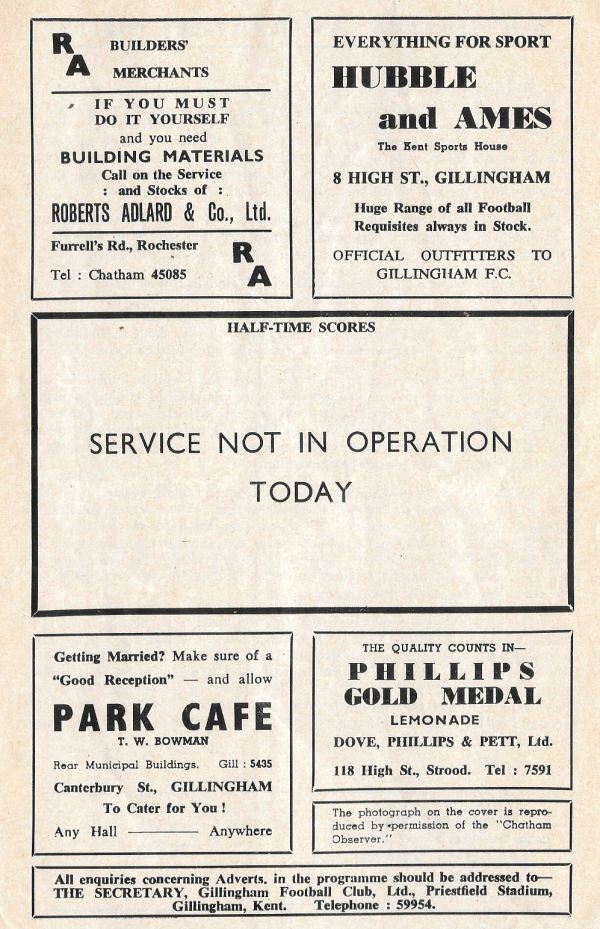 RA
BUILDERS'
MERCHANTS
IF YOU MUST
DO IT YOURSELF
and you need
BUILDING MATERIALS
Call on the Service
: and Stocks of :
ROBERTS ADLARD & Co., Ltd.
Furrell's Rd., Rochester
Tel : Chatham 45085
RA
EVERYTHING FOR SPORT
HUBBLE
and AMES
The Kent Sports House
8 HIGH ST., GILLINGHAM
Huge Range of all Football
Requisites always in Stock.
OFFICIAL OUTFITTERS TO
GILLINGHAM F.C.
HALF-TIME SCORES
SERVICE NOT IN OPERATION
TODAY
Getting Married? Make sure of a
"Good Reception" — and allow
PARK CAFE
T. W. BOWMAN
Rear Municipal Buildings. Gill : 5435
Canterbury St., GILLINGHAM
To Cater for You !
Any Hall ——— Anywhere
THE QUALITY COUNTS IN—
PHILLIPS
GOLD MEDAL
LEMONADE
DOVE, PHILLIPS & PETT, Ltd.
118 High St., Strood. Tel : 7591
The photograph on the cover is repro-
duced by permission of the "Chatham
Observer."
All enquiries concerning Adverts. in the programme should be addressed to—
THE SECRETARY, Gillingham Football Club, Ltd., Priestfield Stadium,
Gillingham, Kent. Telephone : 59954.